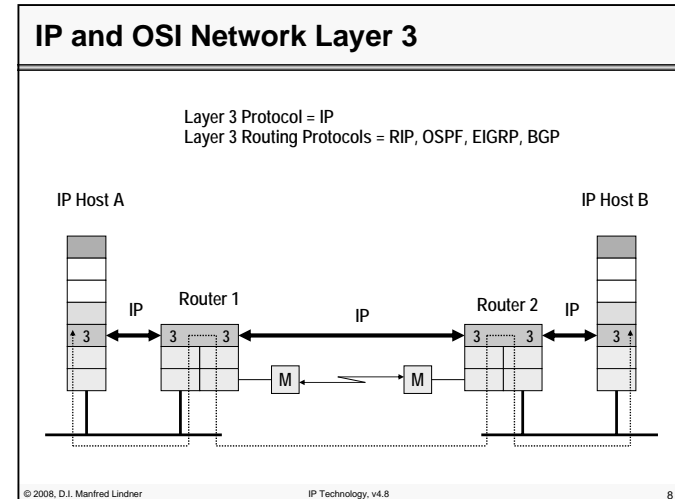 IP and OSI Network Layer 3
Layer 3 Protocol = IP
Layer 3 Routing Protocols = RIP, OSPF, EIGRP, BGP
IP Host A
IP Host B
Router 1
Router 2
IP
IP
IP
3
3
3
3
3
3
M
M
© 2008, D.I. Manfred Lindner
IP Technology, v4.8
8